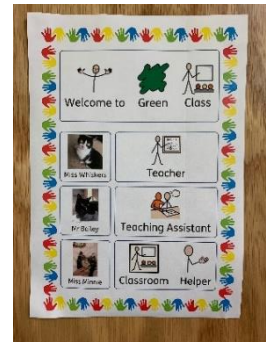 Welcome to Green Class
Miss Whiskers
Teacher
Mr Bailey
Teaching Assistant
Miss Minnie
Classroom Helper